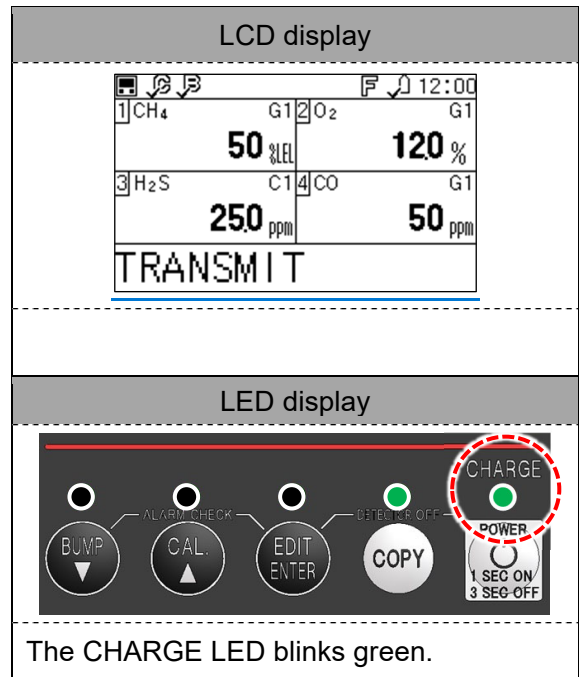 LCD display
F 12:00
1 CH₄ G1 2 O₂ G1
50 %LEL 12.0 %
3 H₂S C1 4 CO G1
25.0 ppm 50 ppm
TRANSMIT
LED display
CHARGE
ALARM CHECK DETECTOR OFF
BUMP CAL. EDIT ENTER COPY POWER
1 SEC ON
3 SEC OFF
The CHARGE LED blinks green.